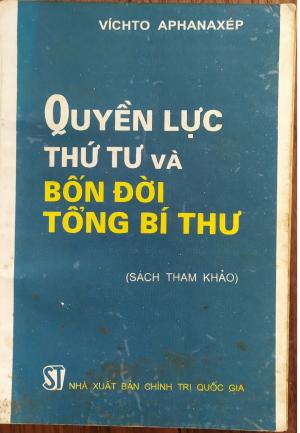 VÍCHTO APHANAXÉP
QUYỀN LỰC
THỨ TƯ VÀ
BỐN ĐỜI
TỔNG BÍ THƯ
(SÁCH THAM KHẢO)
ST NHÀ XUẤT BẢN CHÍNH TRỊ QUỐC GIA